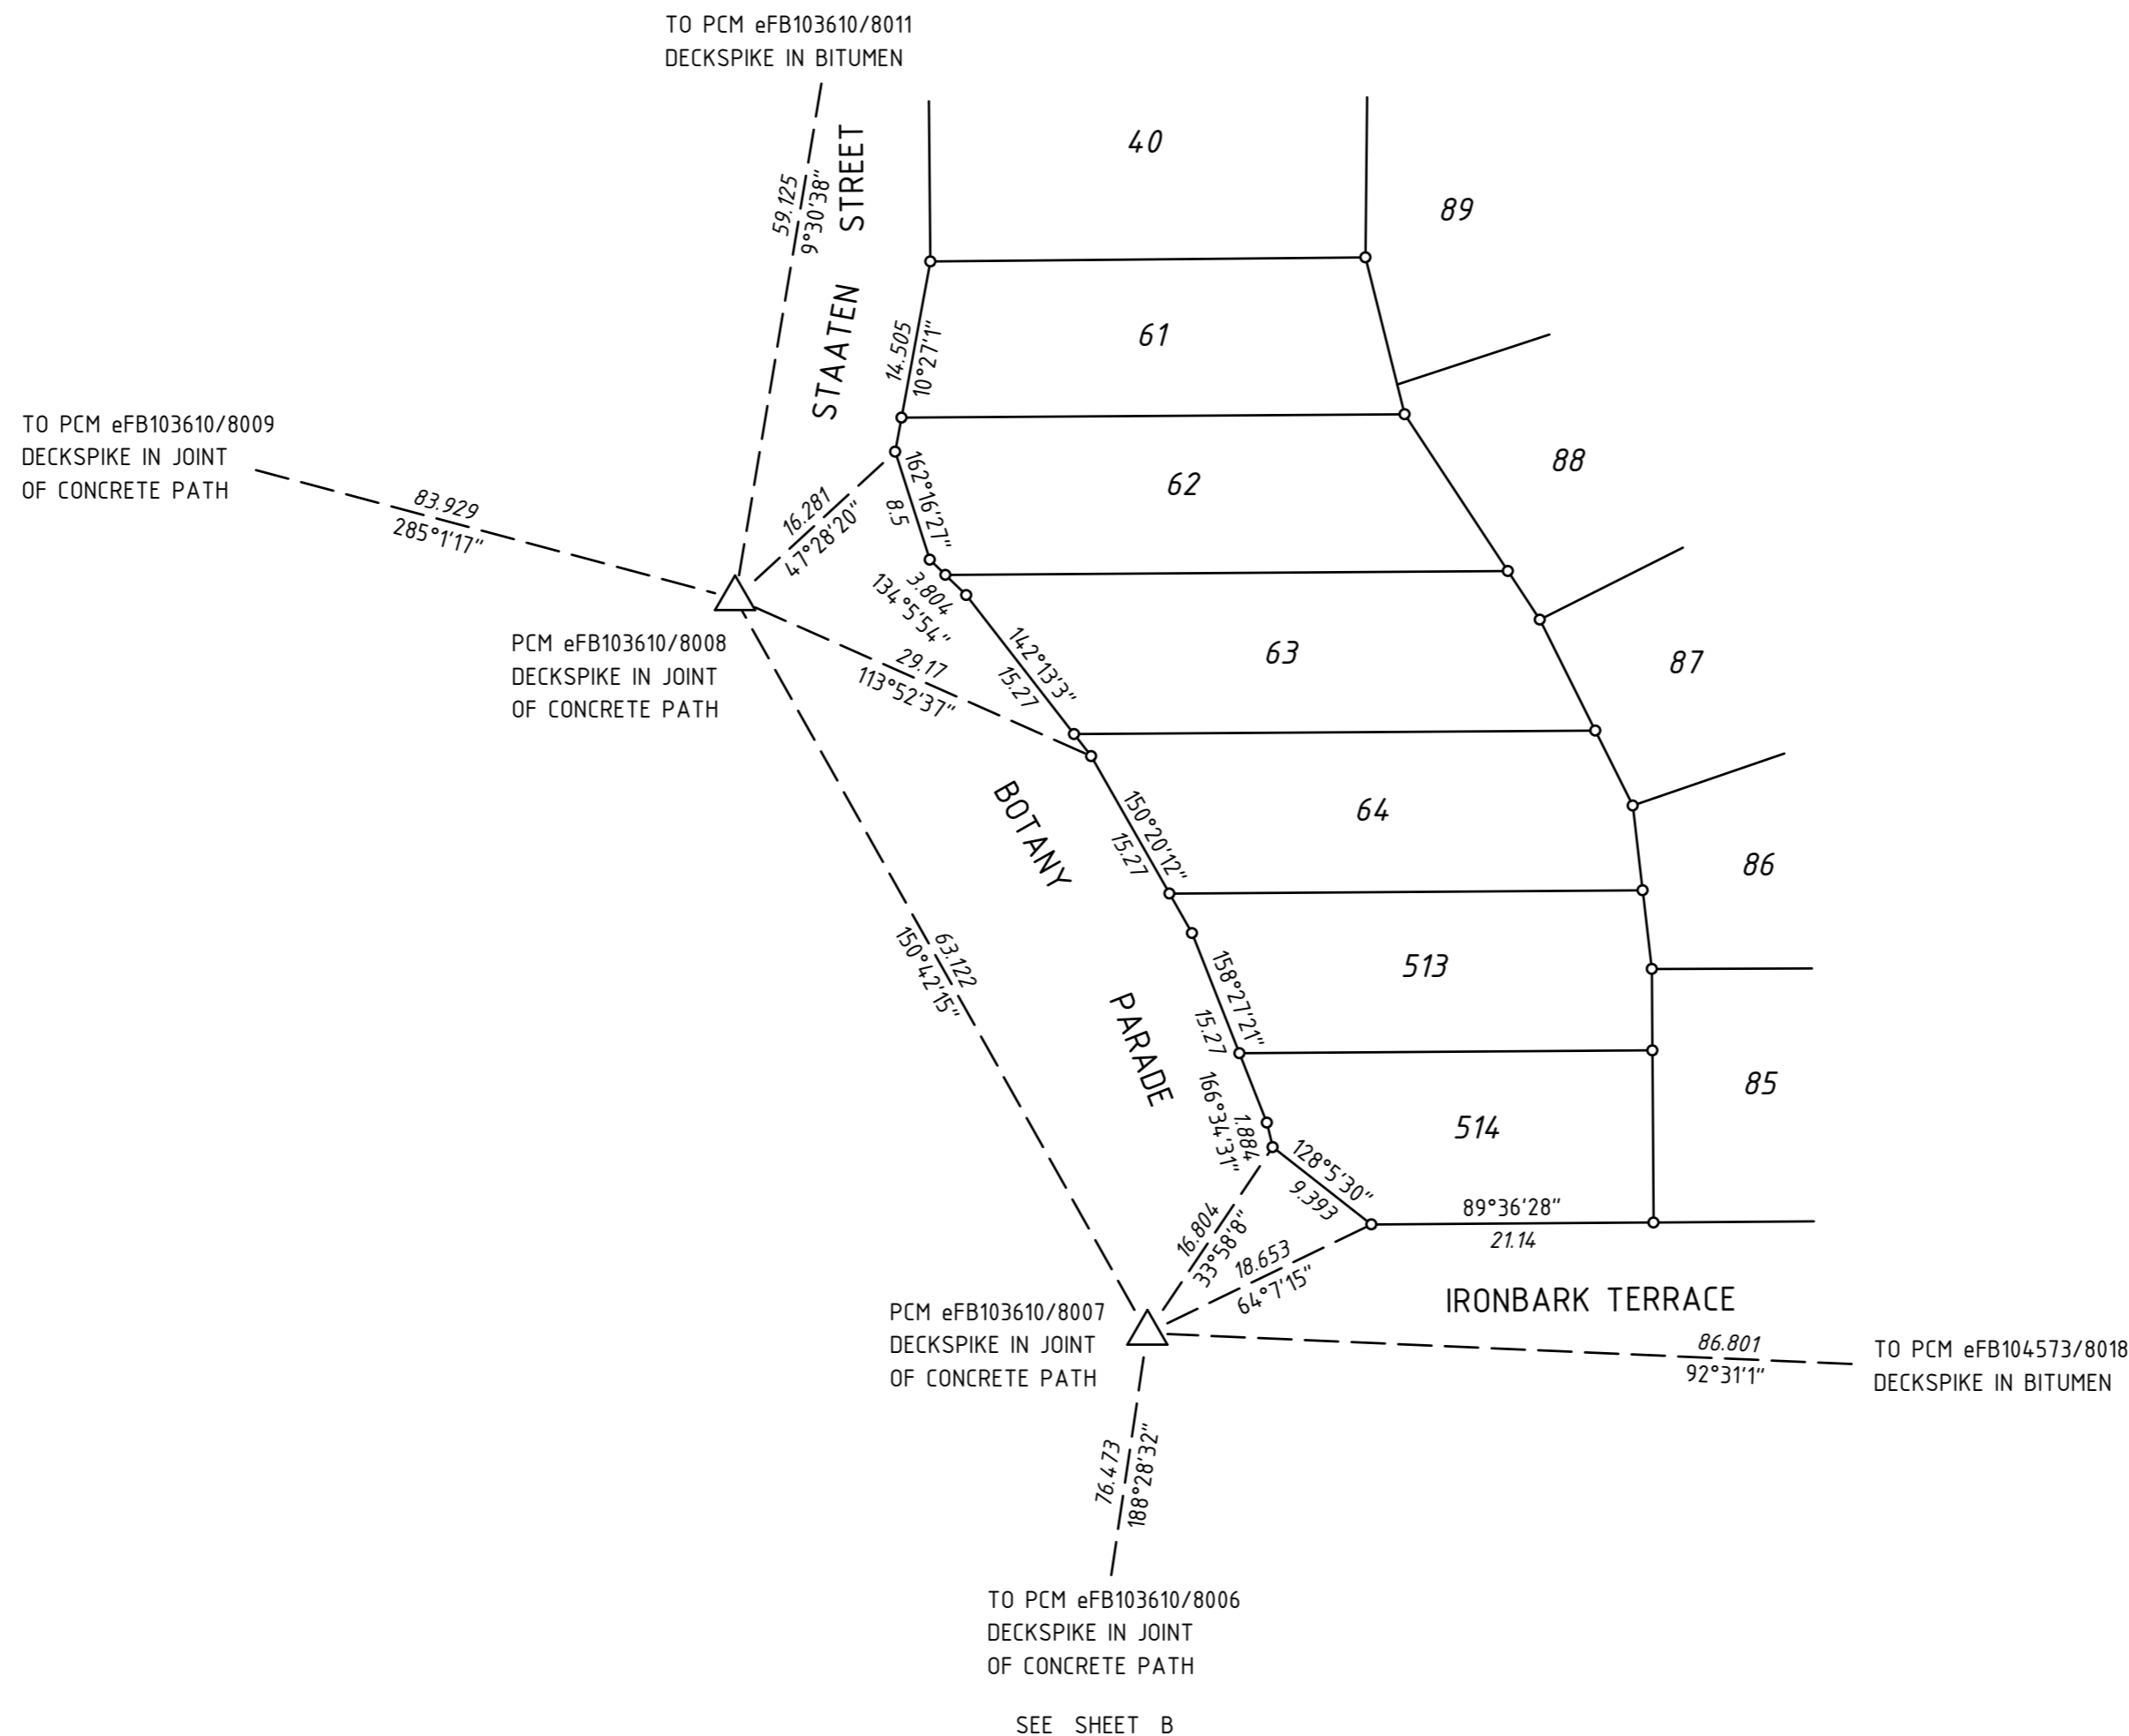 TO PCM eFB103610/8011
DECKSPIKE IN BITUMEN
40
89
59.125
9°30'38"
STAATEN STREET
61
14.505
10°27'1"
TO PCM eFB103610/8009
DECKSPIKE IN JOINT
OF CONCRETE PATH
83.929
285°1'17"
16.281
47°28'20"
162°16'27"
8.5
62
88
3.804
134°5'54"
PCM eFB103610/8008
DECKSPIKE IN JOINT
OF CONCRETE PATH
29.17
113°52'37"
142°13'3"
15.27
63
87
BOTANY PARADE
150°20'12"
15.27
64
86
63.122
150°42'15"
158°27'21"
15.27
513
85
166°34'31"
1.884
514
128°5'30"
9.393
89°36'28"
21.14
16.804
33°58'8"
18.653
64°7'15"
IRONBARK TERRACE
PCM eFB103610/8007
DECKSPIKE IN JOINT
OF CONCRETE PATH
86.801
92°31'1"
TO PCM eFB104573/8018
DECKSPIKE IN BITUMEN
76.473
188°28'32"
TO PCM eFB103610/8006
DECKSPIKE IN JOINT
OF CONCRETE PATH
SEE SHEET B